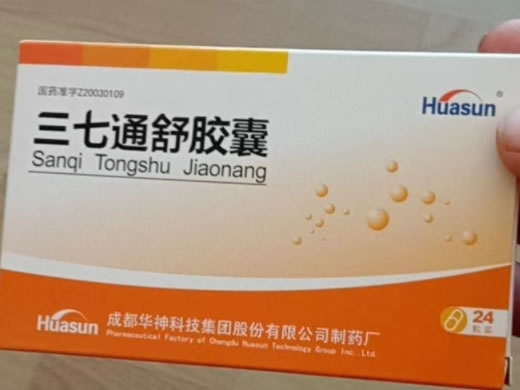 国药准字Z20030109
Huasun®
三七通舒胶囊
Sanqi Tongshu Jiaonang
Huasun
成都华神科技集团股份有限公司制药厂
Pharmaceutical Factory of Chengdu Huasun Technology Group Inc., Ltd.
24
粒装